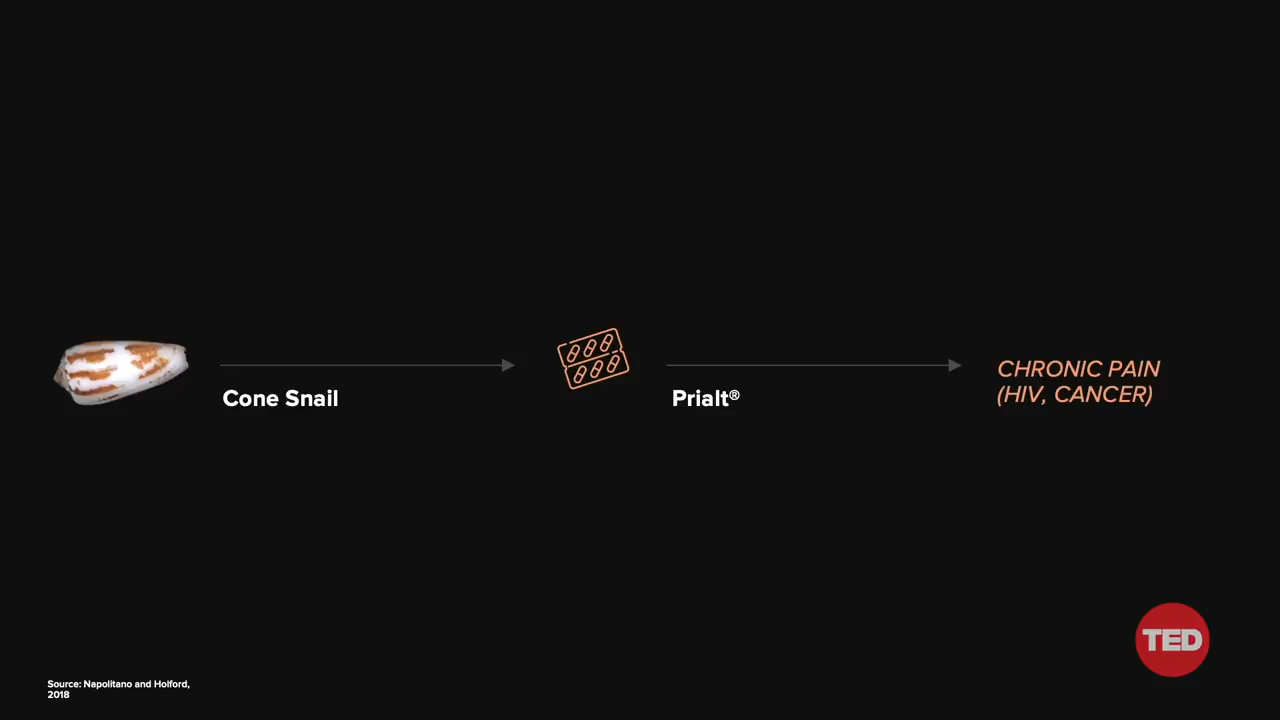 Cone Snail
Prialt®
CHRONIC PAIN
(HIV, CANCER)
TED
Source: Napolitano and Holford,
2018